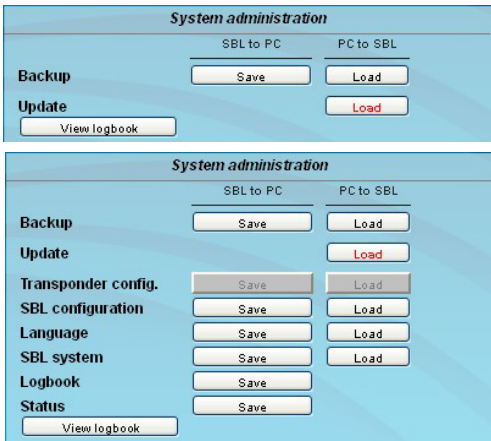 System administration
SBL to PC PC to SBL
Backup Save Load
Update Load
View logbook
System administration
SBL to PC PC to SBL
Backup Save Load
Update Load
Transponder config. Save Load
SBL configuration Save Load
Language Save Load
SBL system Save Load
Logbook Save
Status Save
View logbook